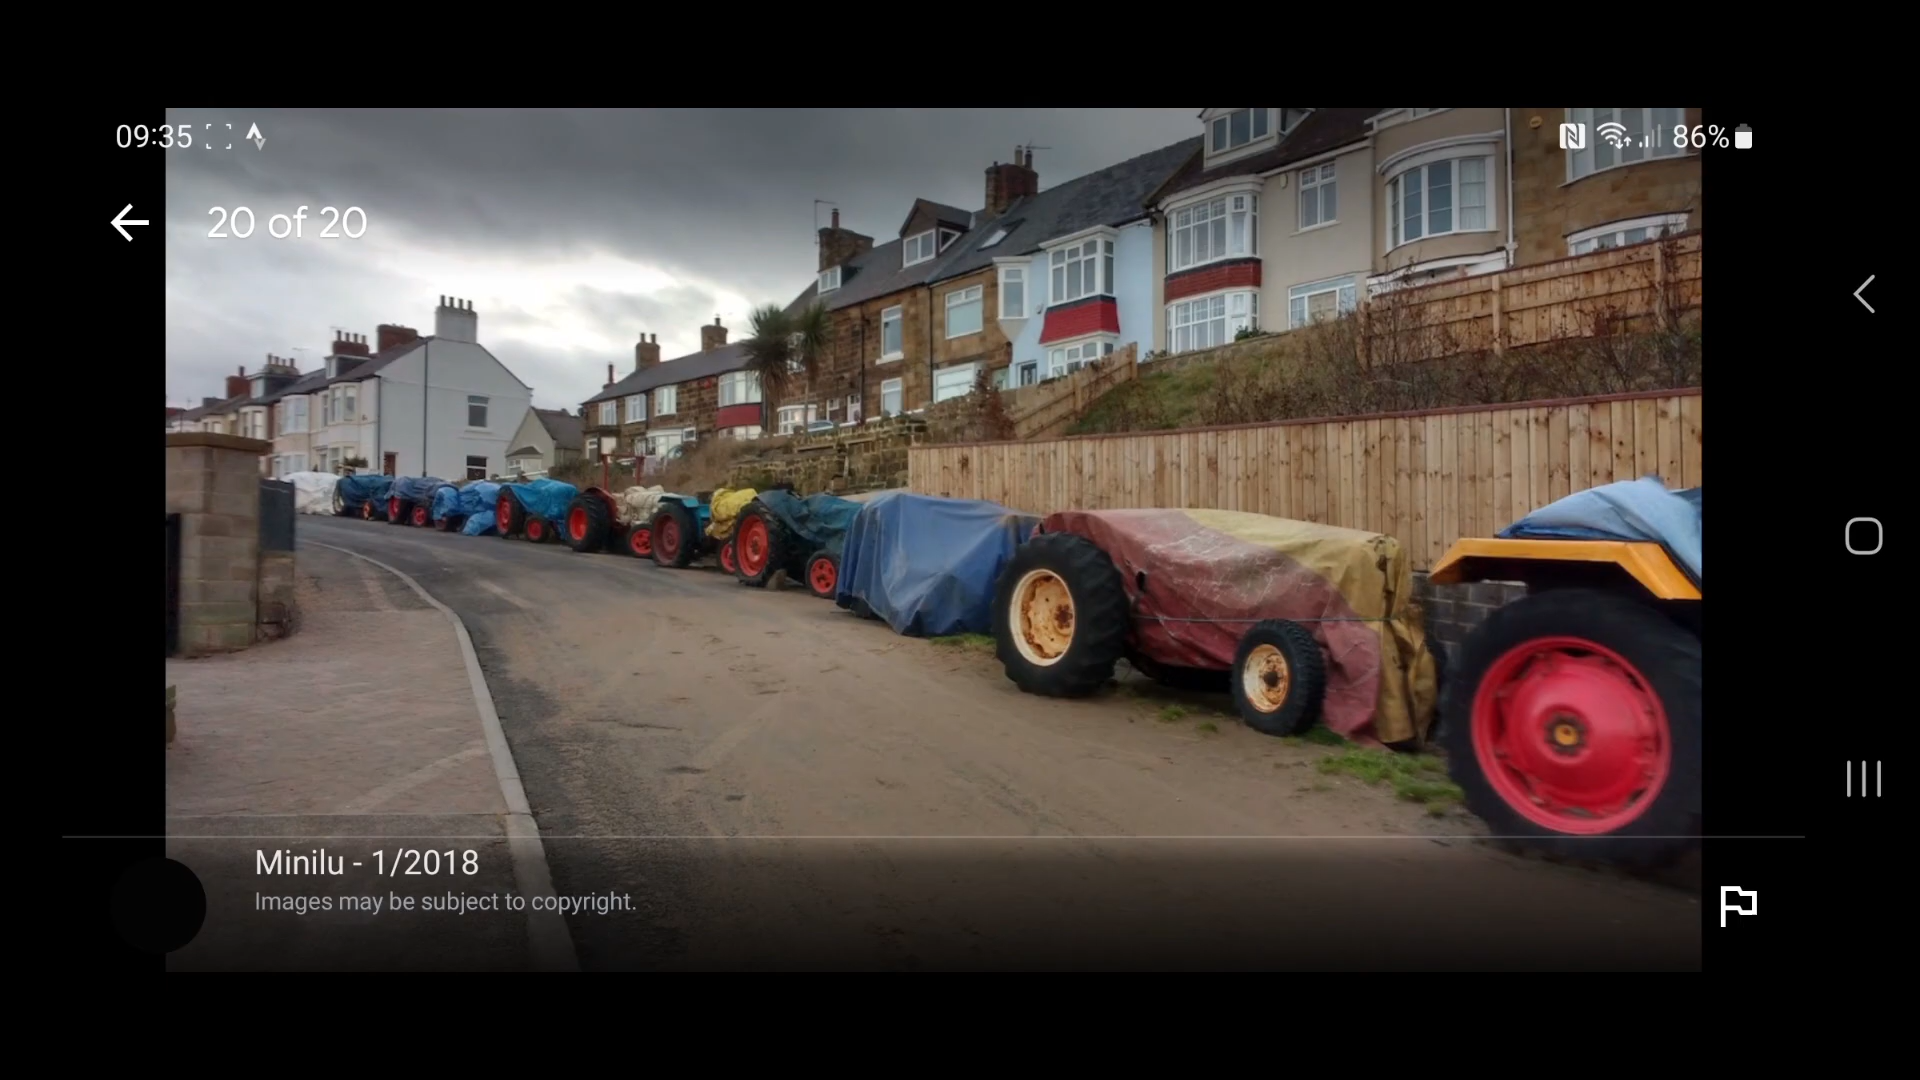 09:35
86%
20 of 20
Minilu - 1/2018
Images may be subject to copyright.